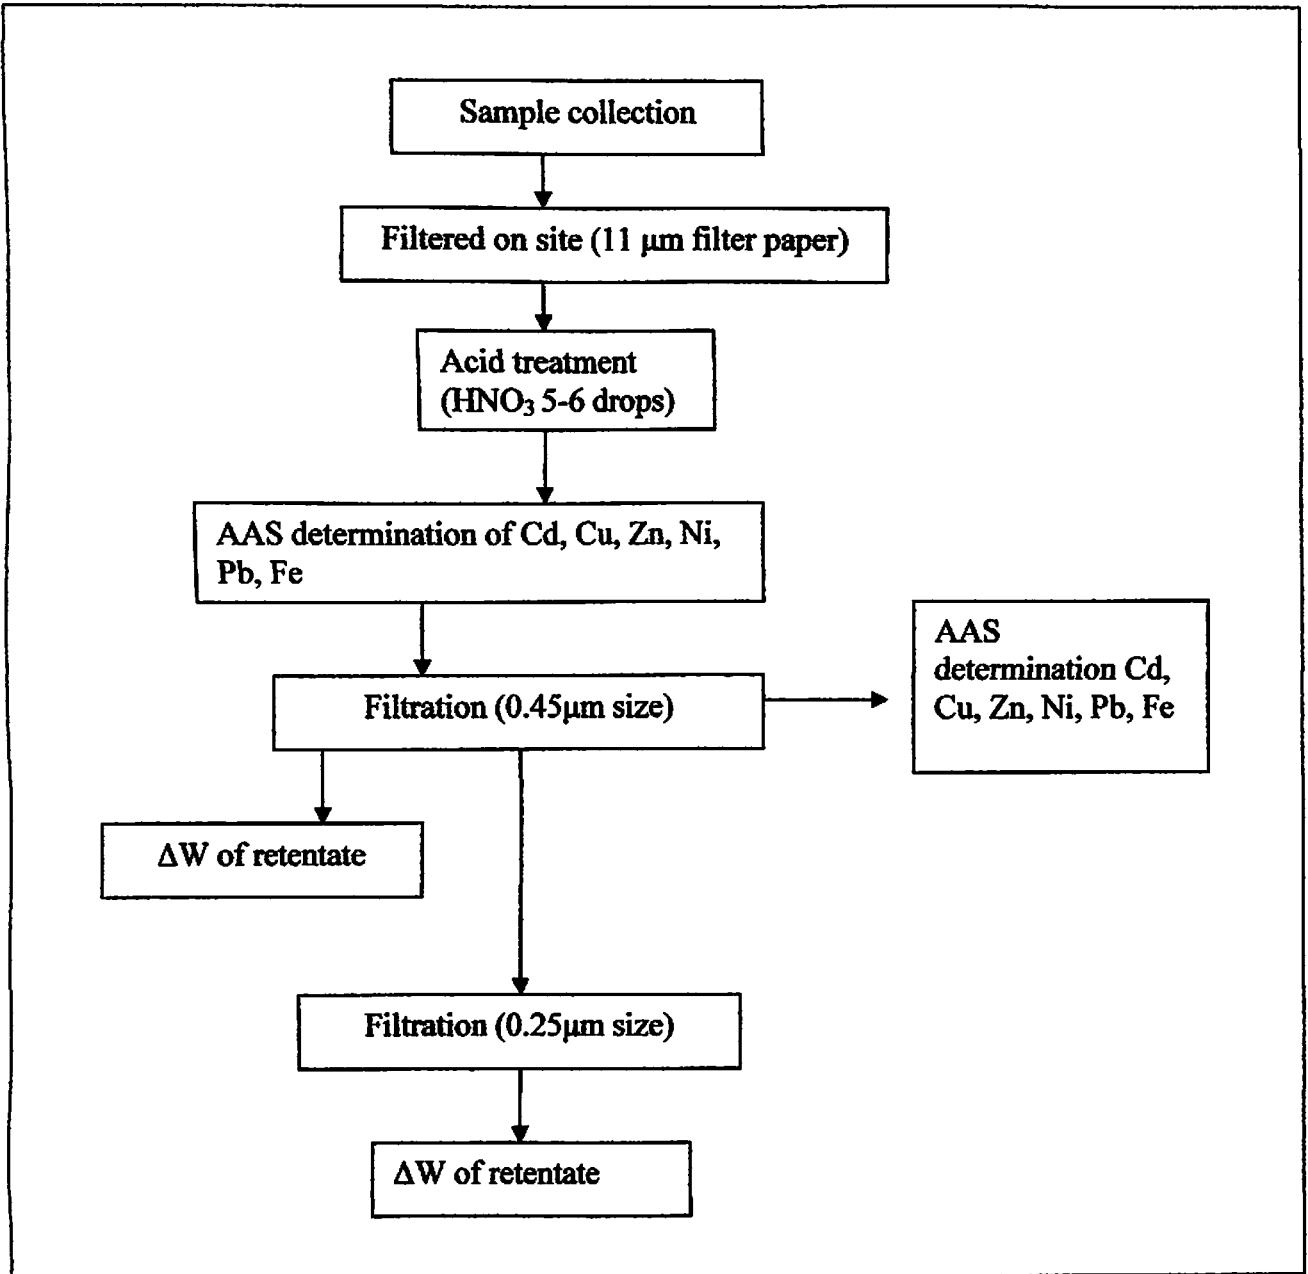 Sample collection
Filtered on site (11 μm filter paper)
Acid treatment
(HNO₃ 5-6 drops)
AAS determination of Cd, Cu, Zn, Ni,
Pb, Fe
Filtration (0.45μm size)
AAS
determination Cd,
Cu, Zn, Ni, Pb, Fe
ΔW of retentate
Filtration (0.25μm size)
ΔW of retentate